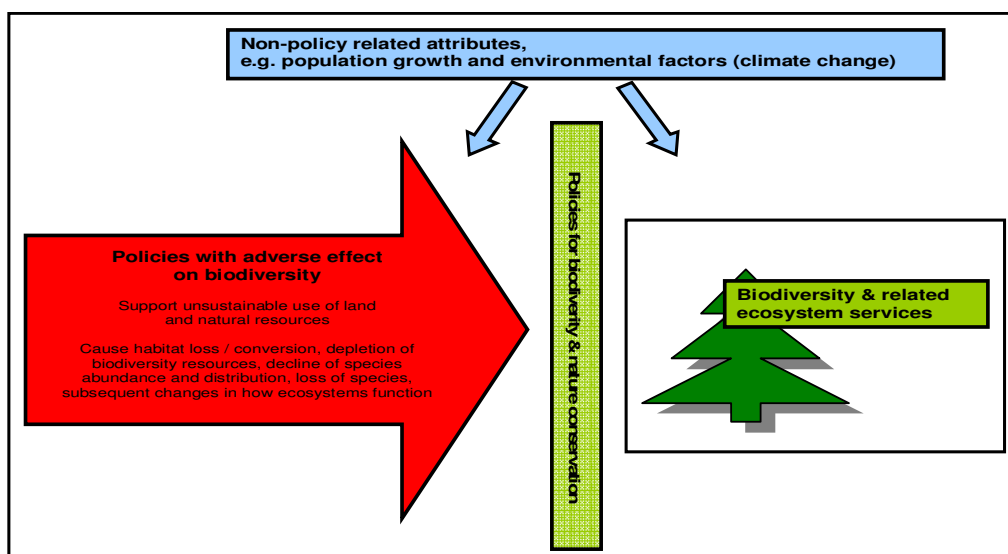 Non-policy related attributes,
e.g. population growth and environmental factors (climate change)
Policies with adverse effect
on biodiversity
Support unsustainable use of land
and natural resources
Cause habitat loss / conversion, depletion of
biodiversity resources, decline of species
abundance and distribution, loss of species,
subsequent changes in how ecosystems function
Policies for biodiverity & nature conservation
Biodiversity & related
ecosystem services